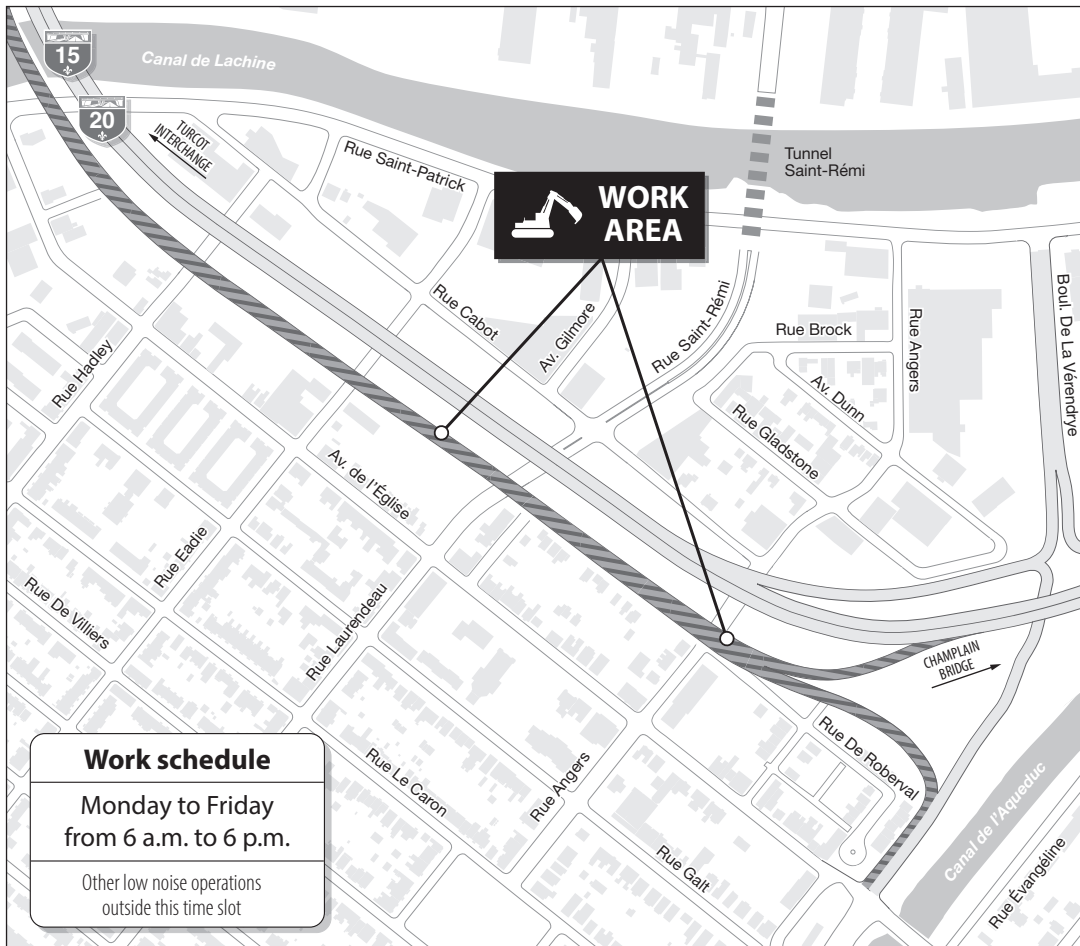 15
Canal de Lachine
20
TURCOT
INTERCHANGE
Rue Saint-Patrick
Tunnel
Saint-Rémi
WORK
AREA
Rue Cabot
Av. Gilmore
Rue Saint-Rémi
Rue Brock
Rue Angers
Boul. De La Vérendrye
Rue Hadley
Av. Dunn
Rue Gladstone
Av. de l'Église
Rue Eadie
Rue De Villiers
Rue Laurendeau
CHAMPLAIN
BRIDGE
Rue De Roberval
Rue Le Caron
Rue Angers
Rue Galt
Canal de l'Aqueduc
Rue Évangéline
Work schedule
Monday to Friday
from 6 a.m. to 6 p.m.
Other low noise operations
outside this time slot